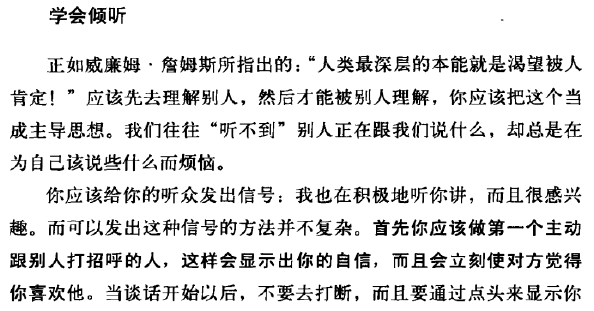 学会倾听
正如威廉姆·詹姆斯所指出的：“人类最深层的本能就是渴望被人
肯定！”应该先去理解别人，然后才能被别人理解，你应该把这个当
成主导思想。我们往往“听不到”别人正在跟我们说什么，却总是在
为自己该说些什么而烦恼。
你应该给你的听众发出信号：我也在积极地听你讲，而且很感兴
趣。而可以发出这种信号的方法并不复杂。首先你应该做第一个主动
跟别人打招呼的人，这样会显示出你的自信，而且会立刻使对方觉得
你喜欢他。当谈话开始以后，不要去打断，而且要通过点头来显示你